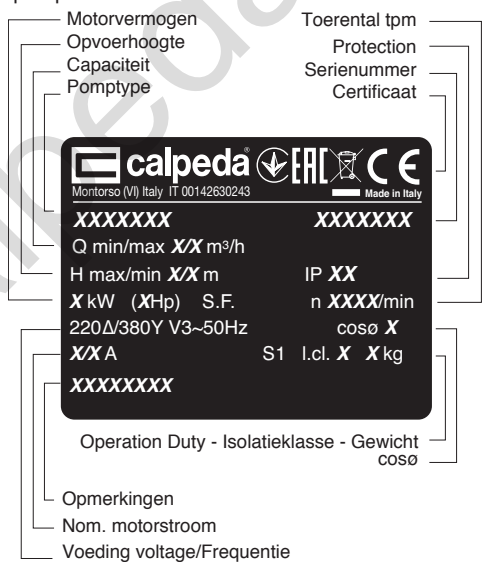 Motorvermogen Toerental tpm
Opvoerhoogte Protection
Capaciteit Serienummer
Pomptype Certificaat
calpeda® EAC CE
Montorso (VI) Italy IT 00142630243 Made in Italy
XXXXXXX XXXXXXX
Q min/max X/X m³/h
H max/min X/X m IP XX
X kW (XHp) S.F. n XXXX/min
220Δ/380Y V3~50Hz cosø X
X/X A S1 I.cl. X X kg
XXXXXXXX
Operation Duty - Isolatieklasse - Gewicht
cosø
Opmerkingen
Nom. motorstroom
Voeding voltage/Frequentie